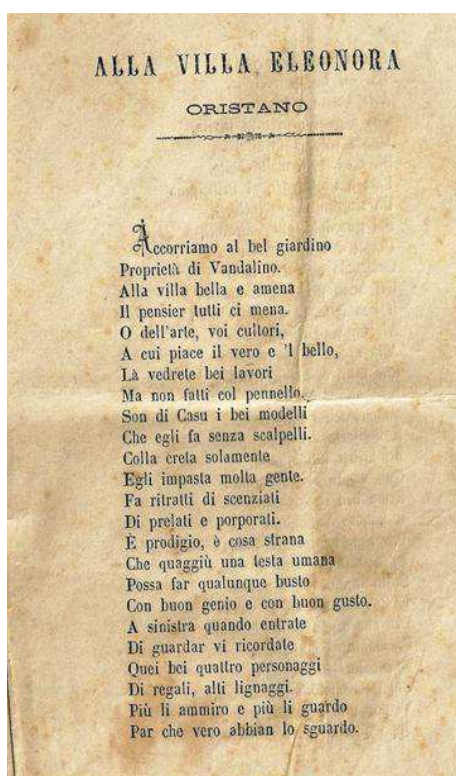 ALLA VILLA ELEONORA
ORISTANO
Accorriamo al bel giardino
Proprietà di Vandalino.
Alla villa bella e amena
Il pensier tutti ci mena.
O dell'arte, voi cultori,
A cui piace il vero e 'l bello,
Là vedrete bei lavori
Ma non fatti col pennello.
Son di Casu i bei modelli
Che egli fa senza scalpelli.
Colla creta solamente
Egli impasta molta gente.
Fa ritratti di scenziati
Di prelati e porporati.
È prodigio, è cosa strana
Che quaggiù una testa umana
Possa far qualunque busto
Con buon genio e con buon gusto.
A sinistra quando entrate
Di guardar vi ricordate
Quei bei quattro personaggi
Di regali, alti lignaggi.
Più li ammiro e più li guardo
Par che vero abbian lo sguardo.